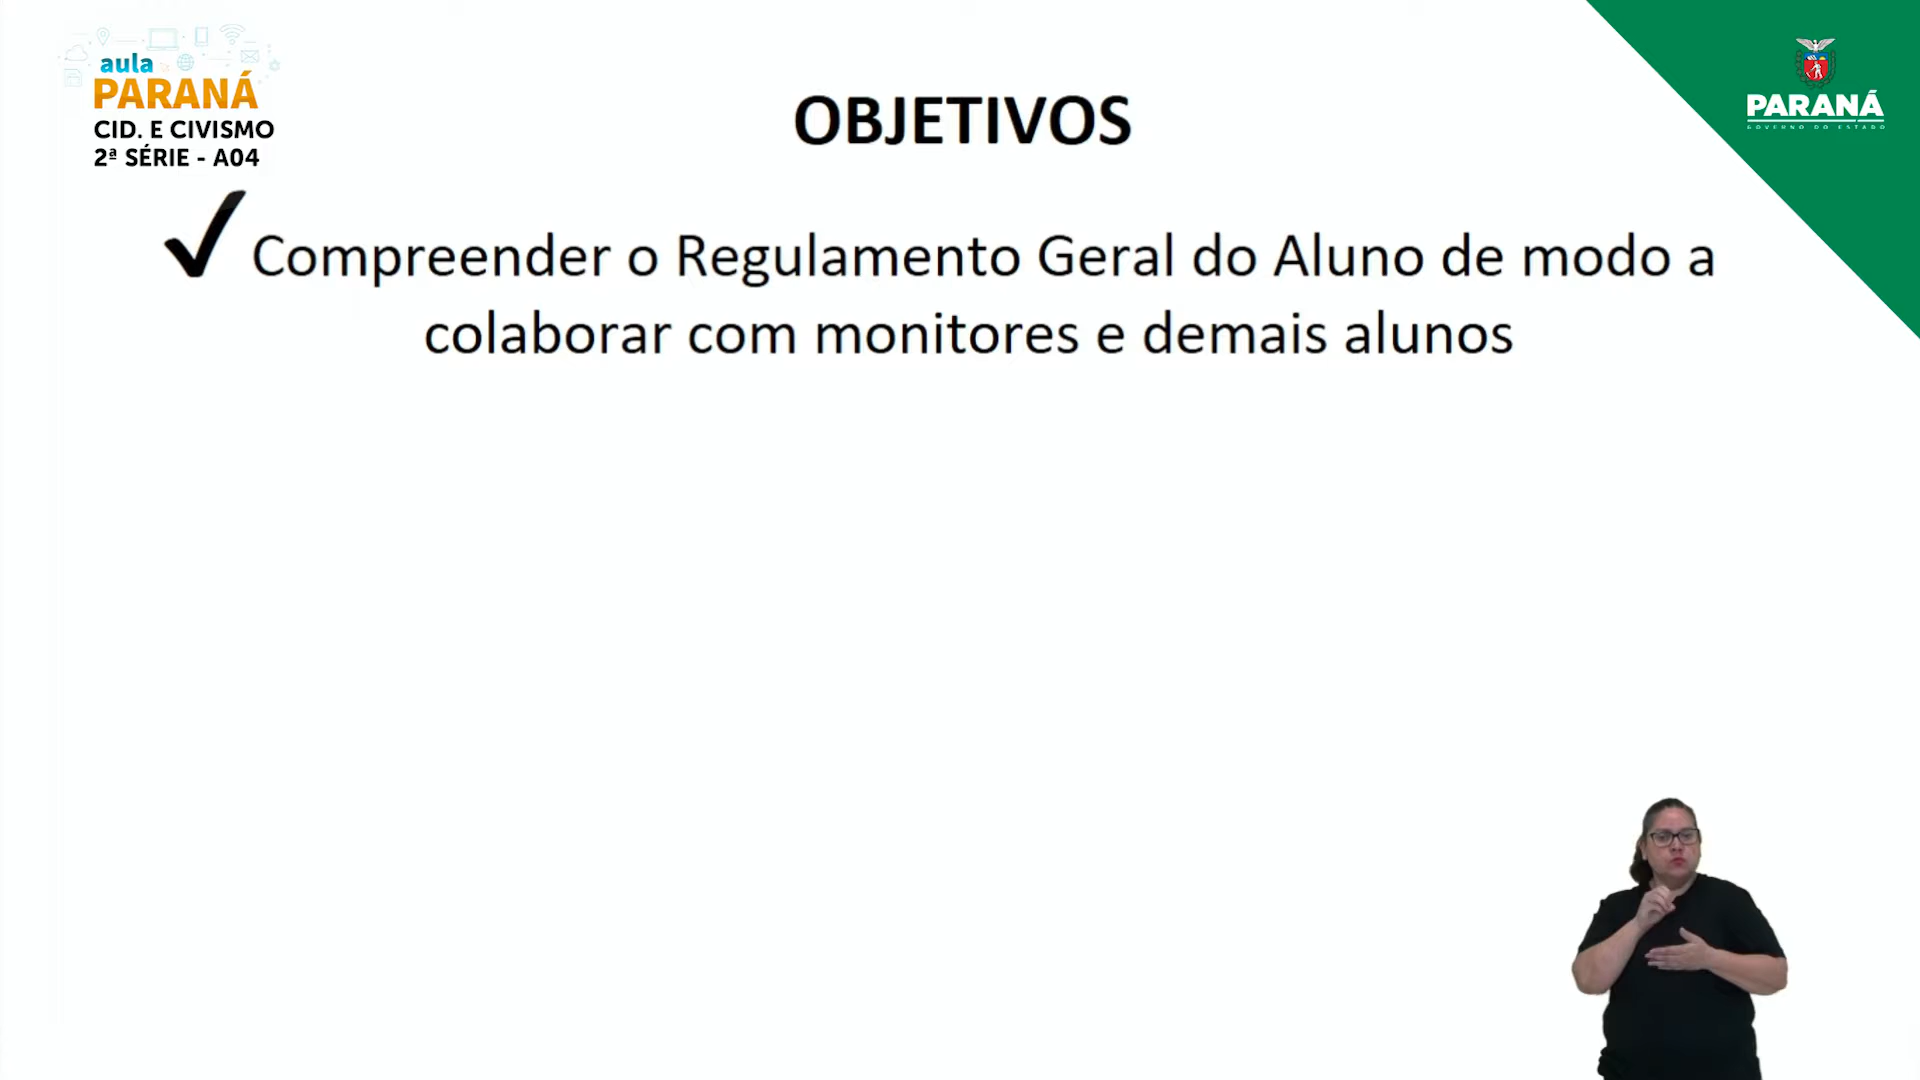 aula
PARANÁ
CID. E CIVISMO
2ª SÉRIE - A04
OBJETIVOS
PARANÁ
GOVERNO DO ESTADO
✓ Compreender o Regulamento Geral do Aluno de modo a
colaborar com monitores e demais alunos